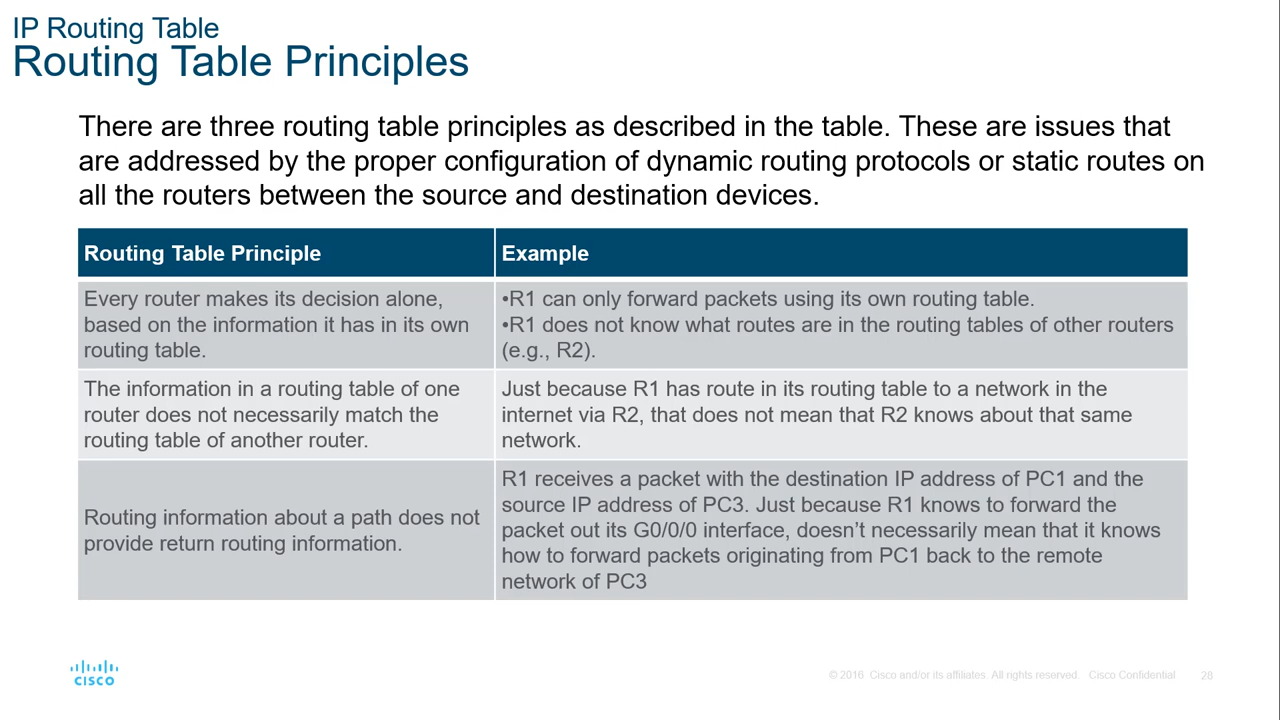 IP Routing Table
Routing Table Principles
There are three routing table principles as described in the table. These are issues that
are addressed by the proper configuration of dynamic routing protocols or static routes on
all the routers between the source and destination devices.
Routing Table Principle
Example
Every router makes its decision alone,
based on the information it has in its own
routing table.
•R1 can only forward packets using its own routing table.
•R1 does not know what routes are in the routing tables of other routers
(e.g., R2).
The information in a routing table of one
router does not necessarily match the
routing table of another router.
Just because R1 has route in its routing table to a network in the
internet via R2, that does not mean that R2 knows about that same
network.
Routing information about a path does not
provide return routing information.
R1 receives a packet with the destination IP address of PC1 and the
source IP address of PC3. Just because R1 knows to forward the
packet out its G0/0/0 interface, doesn’t necessarily mean that it knows
how to forward packets originating from PC1 back to the remote
network of PC3
CISCO
© 2016 Cisco and/or its affiliates. All rights reserved. Cisco Confidential
28